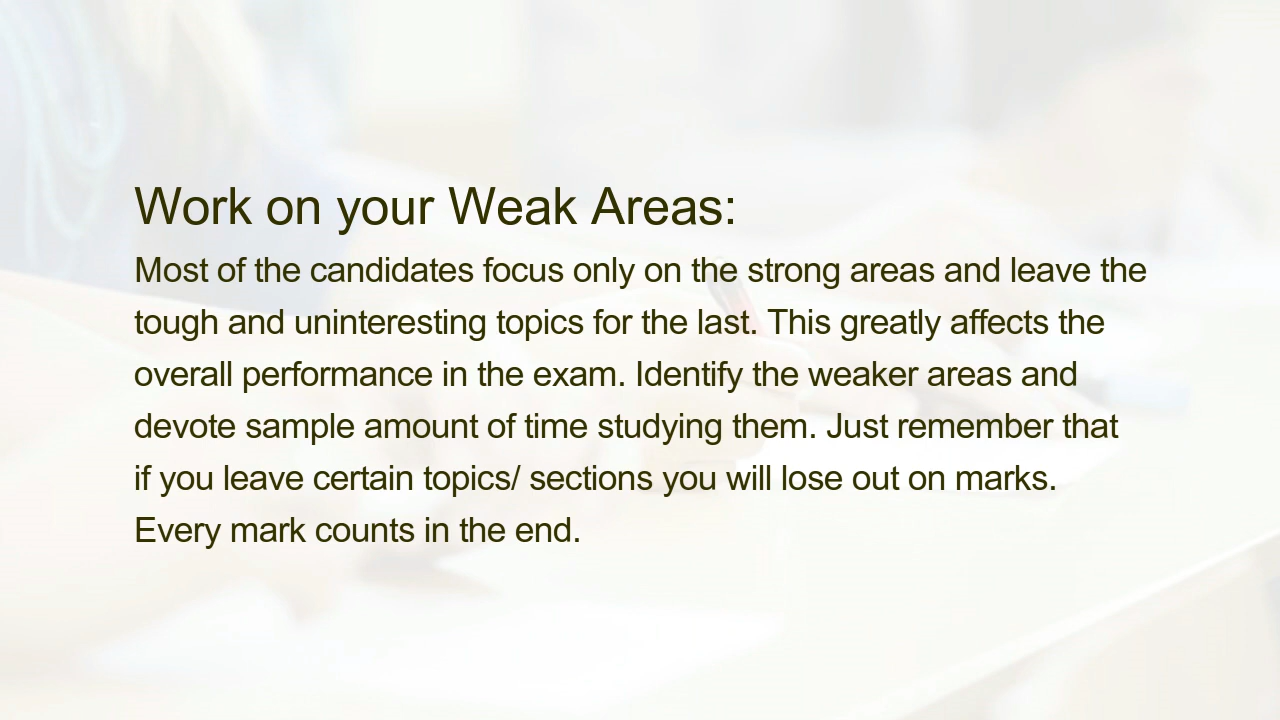 Work on your Weak Areas:
Most of the candidates focus only on the strong areas and leave the
tough and uninteresting topics for the last. This greatly affects the
overall performance in the exam. Identify the weaker areas and
devote sample amount of time studying them. Just remember that
if you leave certain topics/ sections you will lose out on marks.
Every mark counts in the end.